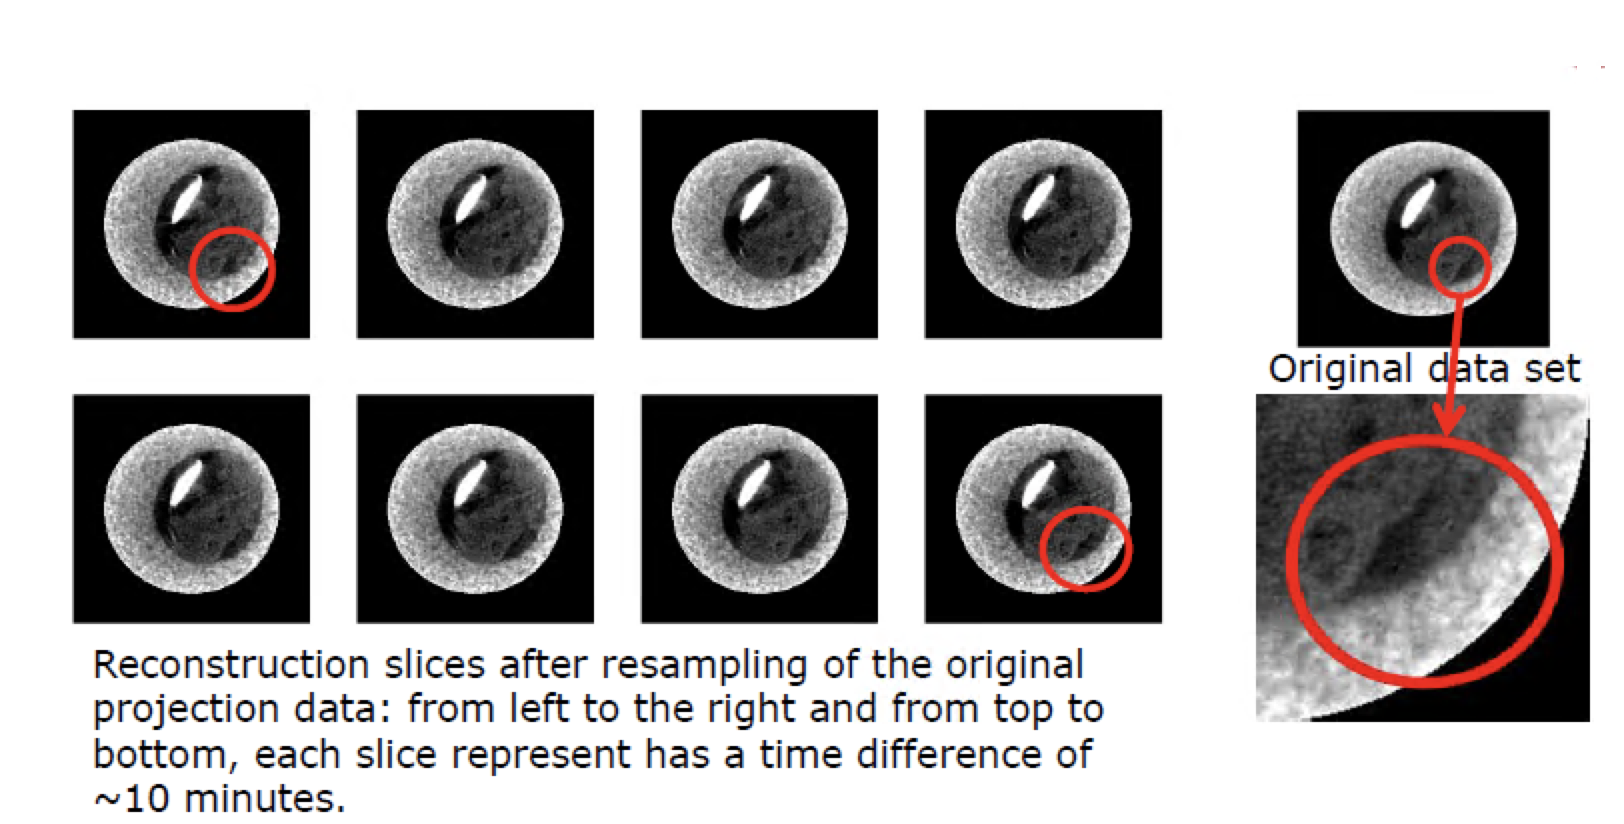 Original data set
Reconstruction slices after resampling of the original
projection data: from left to the right and from top to
bottom, each slice represent has a time difference of
~10 minutes.